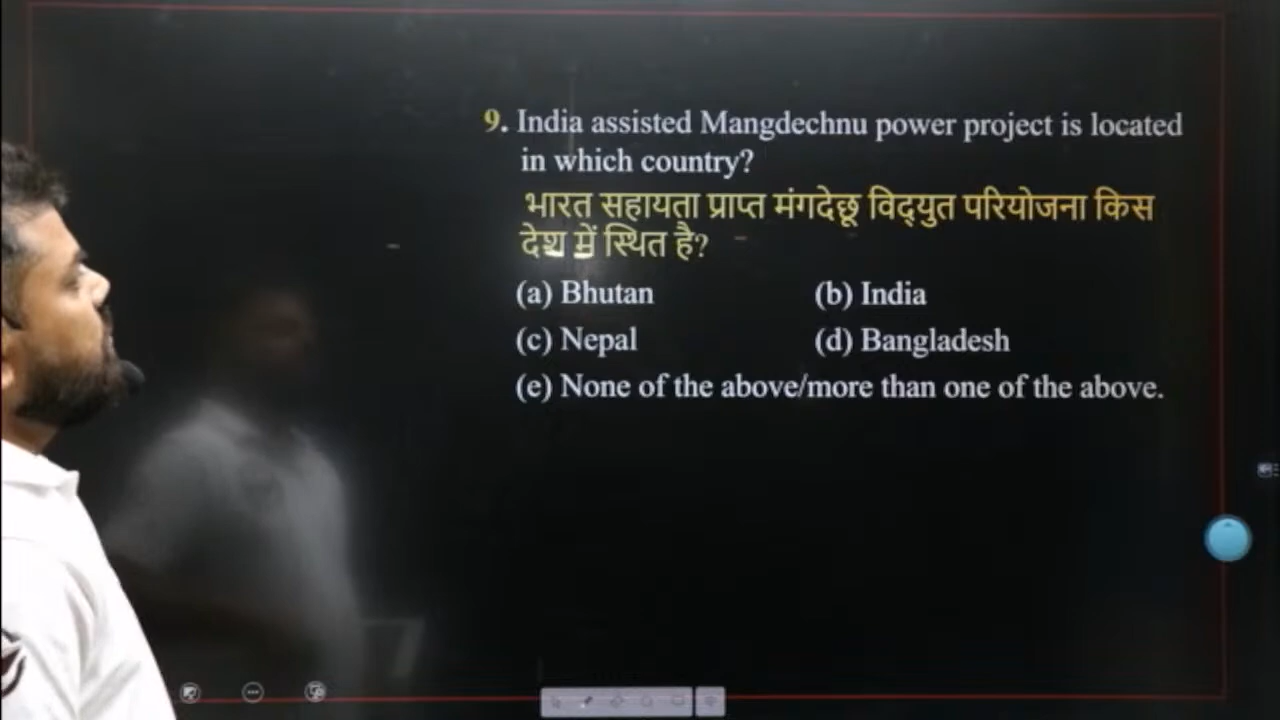 9. India assisted Mangdechnu power project is located
in which country?
भारत सहायता प्राप्त मंगदेछू विद्युत परियोजना किस
देश में स्थित है?
(a) Bhutan (b) India
(c) Nepal (d) Bangladesh
(e) None of the above/more than one of the above.